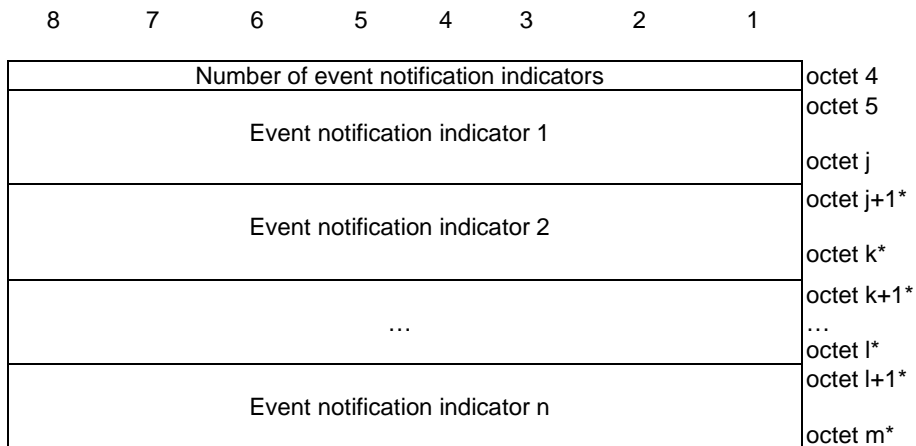 8 7 6 5 4 3 2 1
Number of event notification indicators octet 4
octet 5
Event notification indicator 1
octet j
octet j+1*
Event notification indicator 2
octet k*
octet k+1*
… …
octet l*
octet l+1*
Event notification indicator n
octet m*